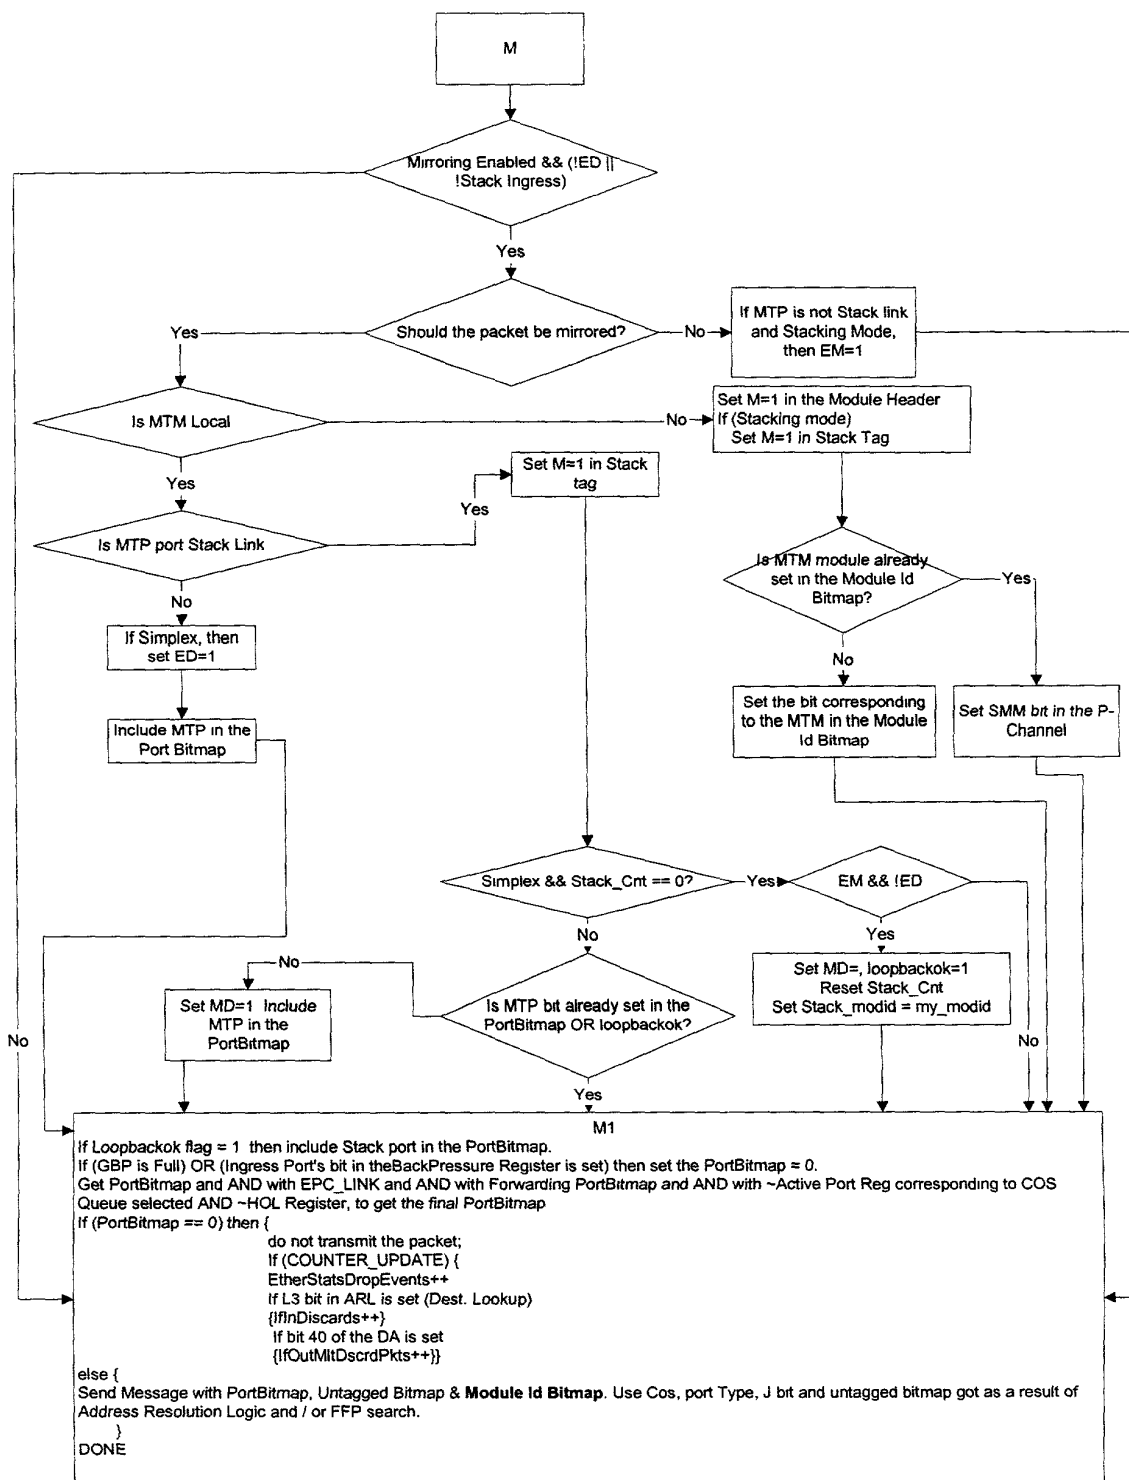 M
Mirroring Enabled && (!ED ||
!Stack Ingress)
Yes
Should the packet be mirrored?
Yes
No
If MTP is not Stack link
and Stacking Mode,
then EM=1
Is MTM Local
No
Set M=1 in the Module Header
If (Stacking mode)
Set M=1 in Stack Tag
Yes
Set M=1 in Stack
tag
Yes
Is MTP port Stack Link
Is MTM module already
set in the Module Id
Bitmap?
Yes
No
If Simplex, then
set ED=1
No
Include MTP in the
Port Bitmap
Set the bit corresponding
to the MTM in the Module
Id Bitmap
Set SMM bit in the P-
Channel
Simplex && Stack_Cnt == 0?
Yes
EM && !ED
No
Yes
No
Set MD=1 Include
MTP in the
PortBitmap
Is MTP bit already set in the
PortBitmap OR loopbackok?
Set MD=, loopbackok=1
Reset Stack_Cnt
Set Stack_modid = my_modid
No
No
Yes
M1
If Loopbackok flag = 1 then include Stack port in the PortBitmap.
If (GBP is Full) OR (Ingress Port's bit in theBackPressure Register is set) then set the PortBitmap = 0.
Get PortBitmap and AND with EPC_LINK and AND with Forwarding PortBitmap and AND with ~Active Port Reg corresponding to COS
Queue selected AND ~HOL Register, to get the final PortBitmap
If (PortBitmap == 0) then {
do not transmit the packet;
If (COUNTER_UPDATE) {
EtherStatsDropEvents++
If L3 bit in ARL is set (Dest. Lookup)
{IfInDiscards++}
If bit 40 of the DA is set
{IfOutMltDscrdPkts++}}
else {
Send Message with PortBitmap, Untagged Bitmap & Module Id Bitmap. Use Cos, port Type, J bit and untagged bitmap got as a result of
Address Resolution Logic and / or FFP search.
}
DONE